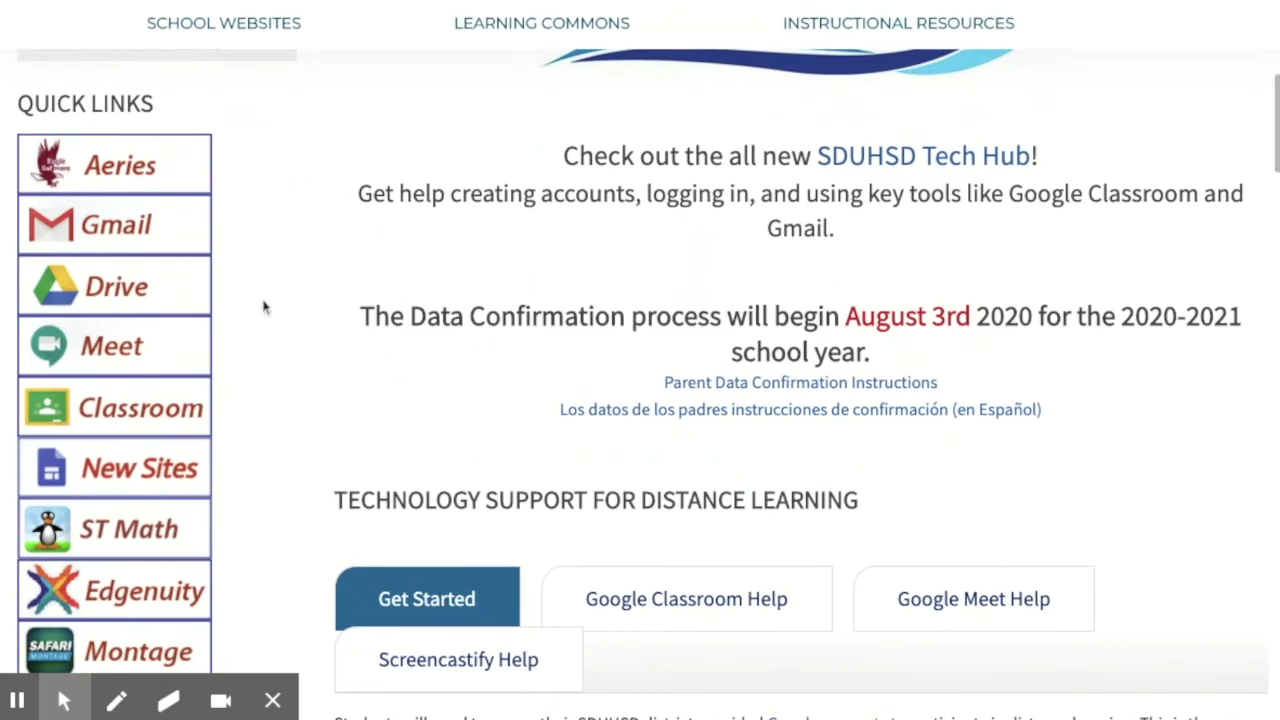 SCHOOL WEBSITES
LEARNING COMMONS
INSTRUCTIONAL RESOURCES
QUICK LINKS
Aeries
Gmail
Drive
Meet
Classroom
New Sites
ST Math
Edgenuity
SAFARI
MONTAGE
Montage
Check out the all new SDUHSD Tech Hub!
Get help creating accounts, logging in, and using key tools like Google Classroom and
Gmail.
The Data Confirmation process will begin August 3rd 2020 for the 2020-2021
school year.
Parent Data Confirmation Instructions
Los datos de los padres instrucciones de confirmación (en Español)
TECHNOLOGY SUPPORT FOR DISTANCE LEARNING
Get Started
Google Classroom Help
Google Meet Help
Screencastify Help